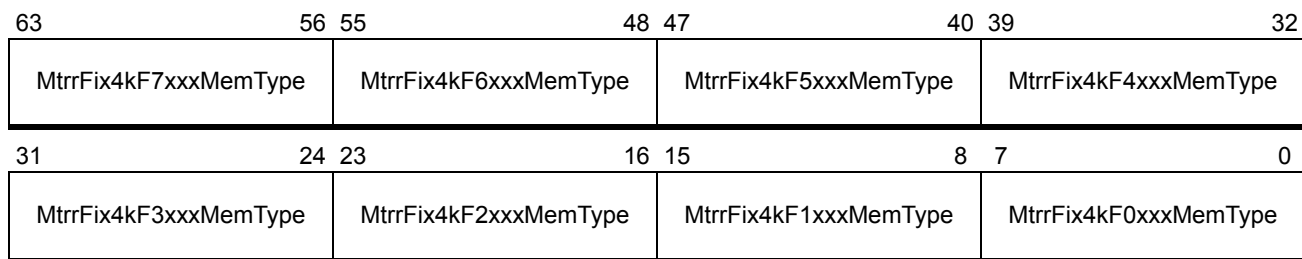 63 56 55 48 47 40 39 32
MtrrFix4kF7xxxMemType MtrrFix4kF6xxxMemType MtrrFix4kF5xxxMemType MtrrFix4kF4xxxMemType
31 24 23 16 15 8 7 0
MtrrFix4kF3xxxMemType MtrrFix4kF2xxxMemType MtrrFix4kF1xxxMemType MtrrFix4kF0xxxMemType